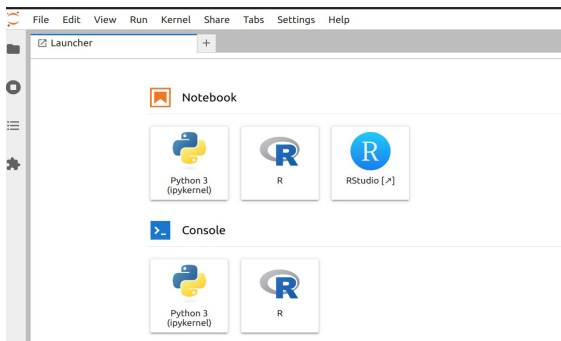 File Edit View Run Kernel Share Tabs Settings Help
Launcher +
Notebook
Python 3
(ipykernel)
R
R
RStudio [↗]
>_ Console
Python 3
(ipykernel)
R